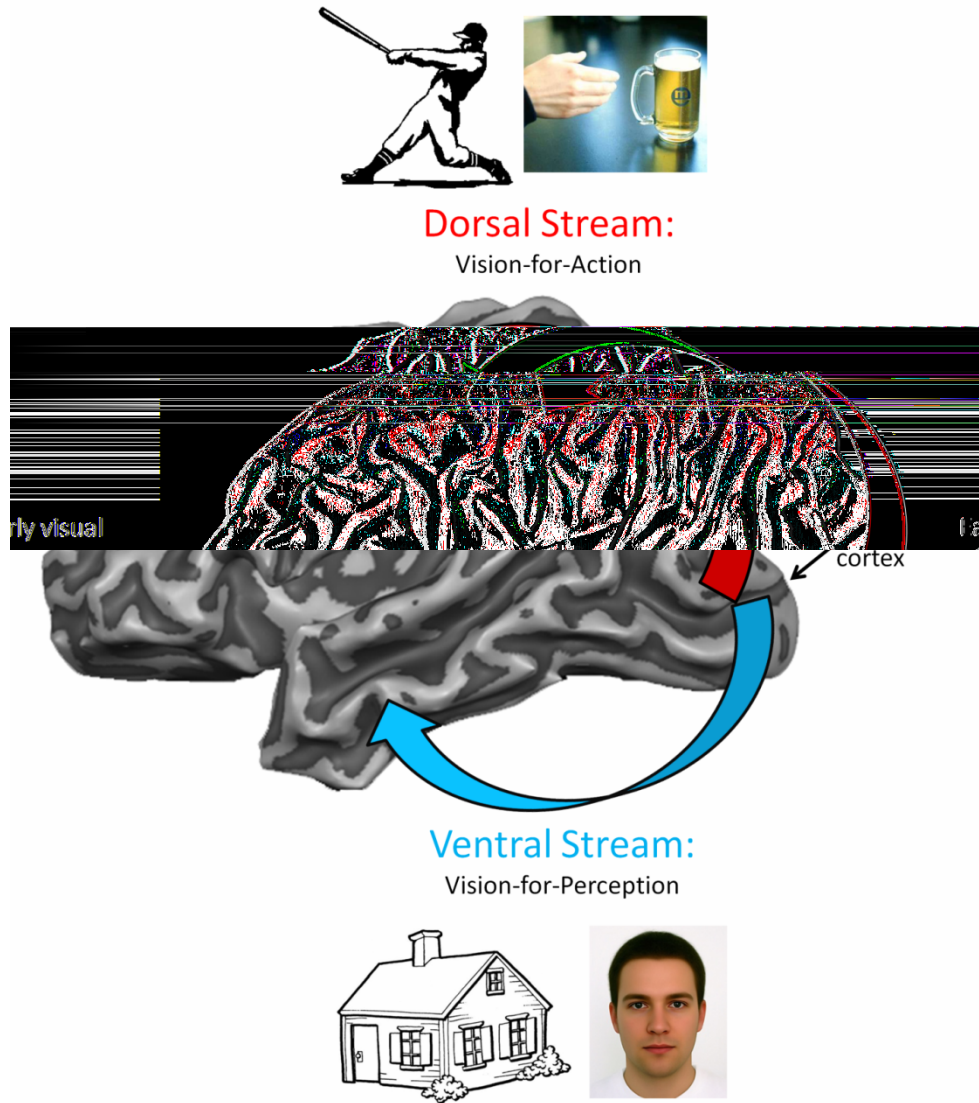 Dorsal Stream:
Vision-for-Action
rly visual
cortex
Ventral Stream:
Vision-for-Perception